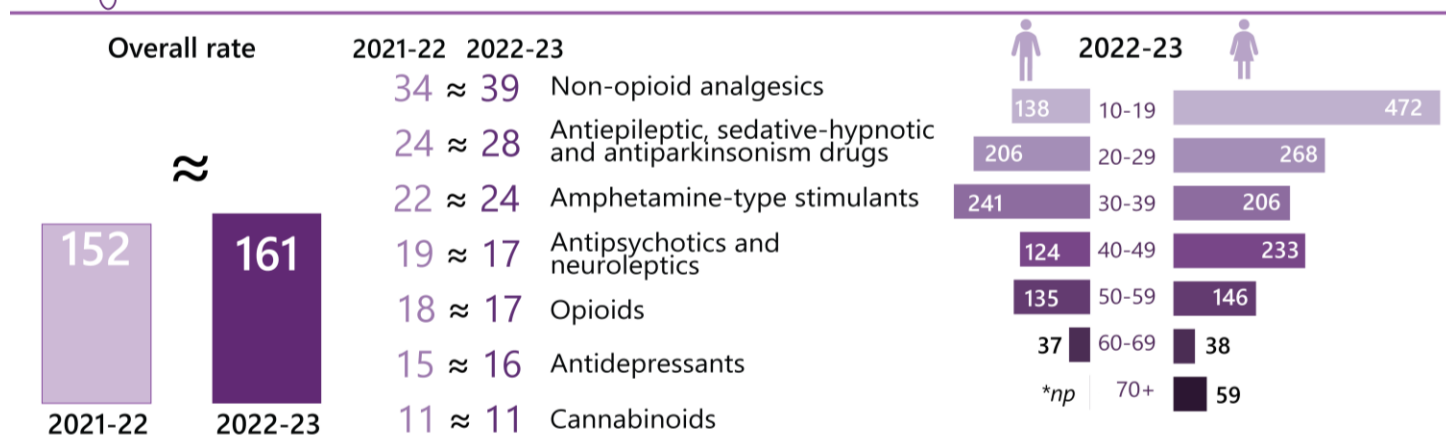 Overall rate
152
≈
161
2021-22
2022-23
2021-22 2022-23
34 ≈ 39 Non-opioid analgesics
24 ≈ 28 Antiepileptic, sedative-hypnotic
and antiparkinsonism drugs
22 ≈ 24 Amphetamine-type stimulants
19 ≈ 17 Antipsychotics and
neuroleptics
18 ≈ 17 Opioids
15 ≈ 16 Antidepressants
11 ≈ 11 Cannabinoids
2022-23
138 10-19 472
206 20-29 268
241 30-39 206
124 40-49 233
135 50-59 146
37 60-69 38
*np 70+ 59